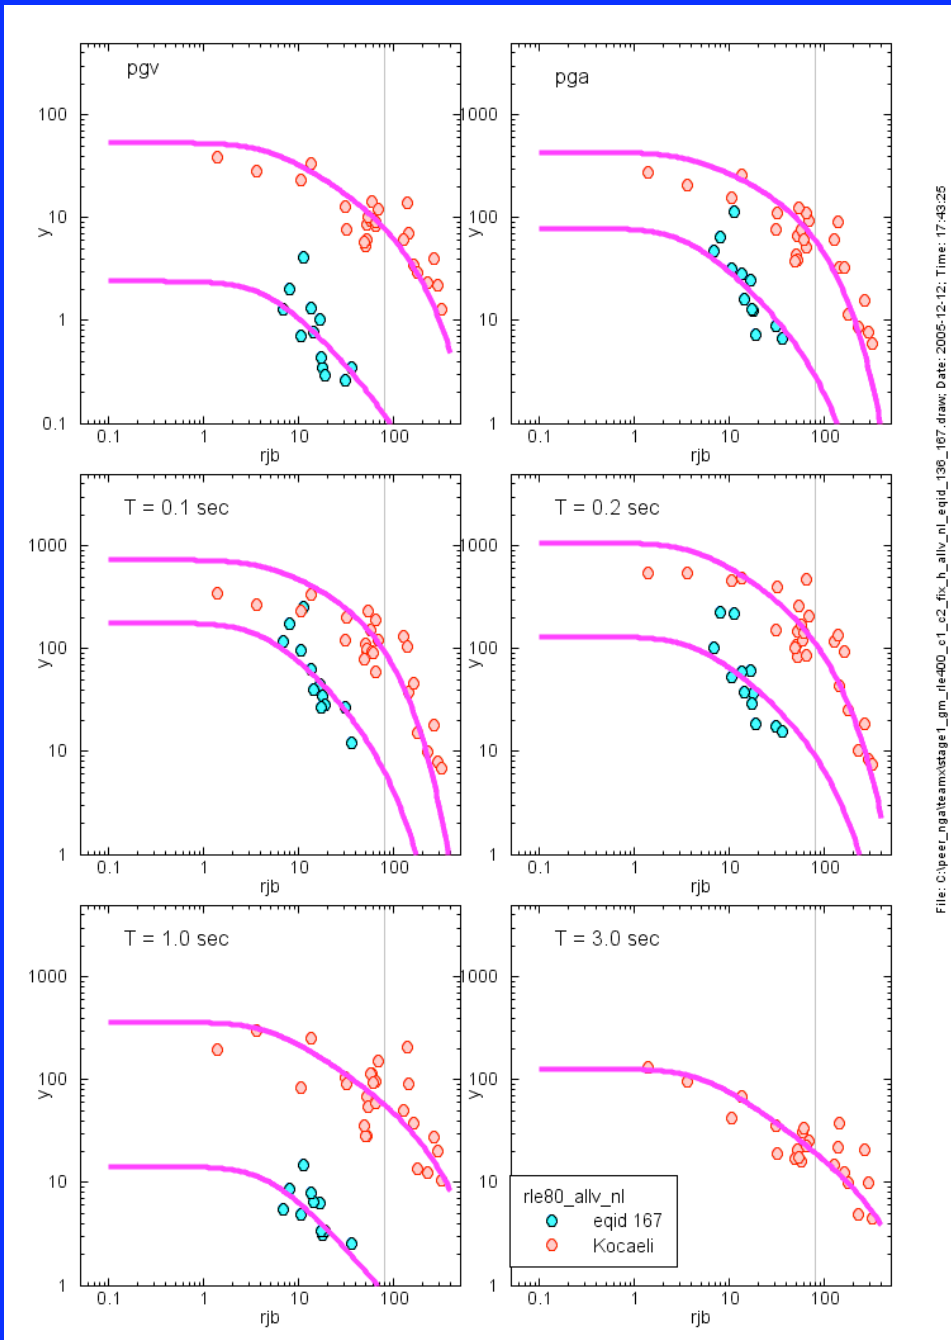 pgv
100
10
1
0.1
y
0.1 1 10 100
rjb
pga
1000
100
10
1
0.1 1 10 100
rjb
T = 0.1 sec
1000
100
10
1
y
0.1 1 10 100
rjb
T = 0.2 sec
1000
100
10
1
y
0.1 1 10 100
rjb
T = 1.0 sec
1000
100
10
1
y
0.1 1 10 100
rjb
T = 3.0 sec
1000
100
10
1
y
0.1 1 10 100
rjb
rle80_allv_nl
eqid 167
Kocaeli
File: C:\peer_nga\teamx\stage1_gm_rle400_c1_c2_fix_h_allv_nl_eqid_136_167.draw; Date: 2005-12-12; Time: 17:43:25